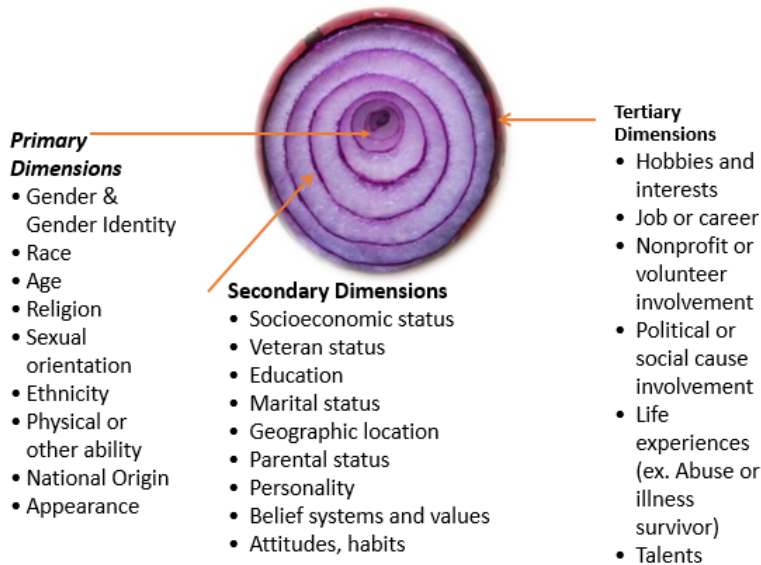 Primary
Dimensions
• Gender &
Gender Identity
• Race
• Age
• Religion
• Sexual
orientation
• Ethnicity
• Physical or
other ability
• National Origin
• Appearance
Secondary Dimensions
• Socioeconomic status
• Veteran status
• Education
• Marital status
• Geographic location
• Parental status
• Personality
• Belief systems and values
• Attitudes, habits
Tertiary
Dimensions
• Hobbies and
interests
• Job or career
• Nonprofit or
volunteer
involvement
• Political or
social cause
involvement
• Life
experiences
(ex. Abuse or
illness
survivor)
• Talents